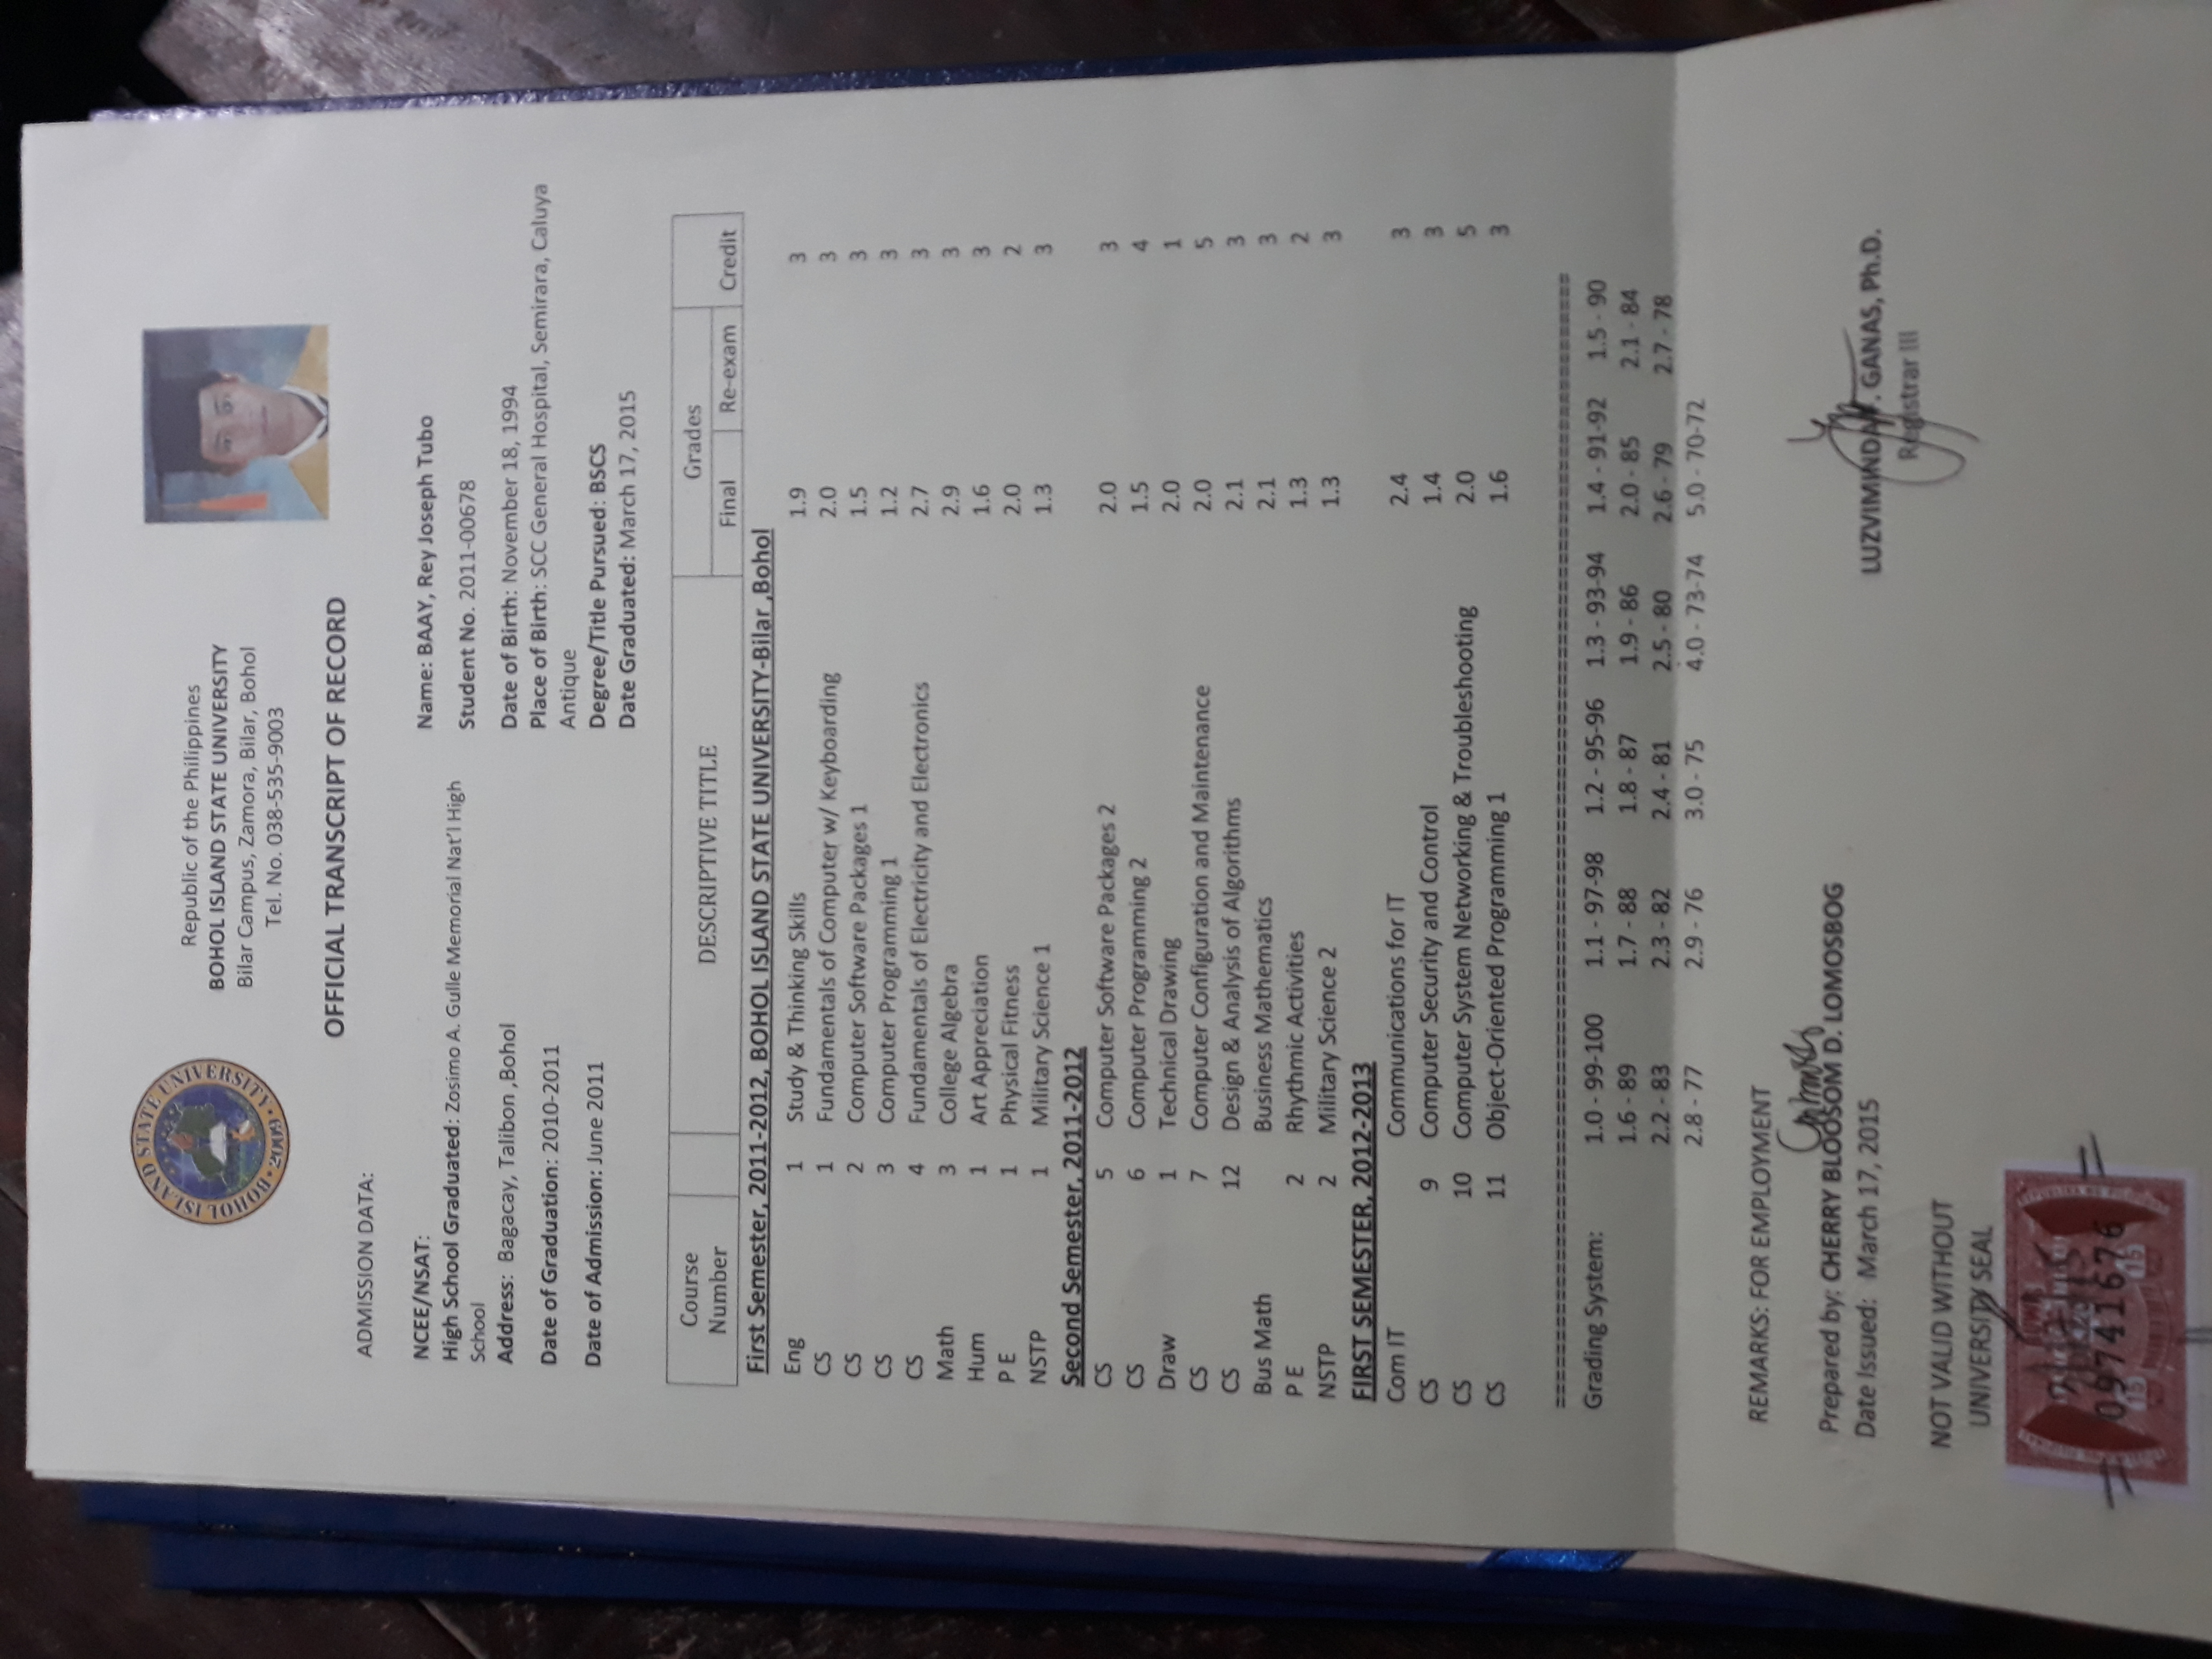 BOHOL ISLAND STATE UNIVERSITY
2009
Republic of the Philippines
BOHOL ISLAND STATE UNIVERSITY
Bilar Campus, Zamora, Bilar, Bohol
Tel. No. 038-535-9003
OFFICIAL TRANSCRIPT OF RECORD
ADMISSION DATA:
NCEE/NSAT:
High School Graduated: Zosimo A. Gulle Memorial Nat'l High
School
Address: Bagacay, Talibon ,Bohol
Date of Graduation: 2010-2011
Date of Admission: June 2011
Name: BAAY, Rey Joseph Tubo
Student No. 2011-00678
Date of Birth: November 18, 1994
Place of Birth: SCC General Hospital, Semirara, Caluya
Antique
Degree/Title Pursued: BSCS
Date Graduated: March 17, 2015
Course Number DESCRIPTIVE TITLE Grades
Final Re-exam Credit
First Semester, 2011-2012, BOHOL ISLAND STATE UNIVERSITY-Bilar ,Bohol
Eng 1 Study & Thinking Skills 1.9 3
CS 1 Fundamentals of Computer w/ Keyboarding 2.0 3
CS 2 Computer Software Packages 1 1.5 3
CS 3 Computer Programming 1 1.2 3
CS 4 Fundamentals of Electricity and Electronics 2.7 3
Math 3 College Algebra 2.9 3
Hum 1 Art Appreciation 1.6 3
P E 1 Physical Fitness 2.0 2
NSTP 1 Military Science 1 1.3 3
Second Semester, 2011-2012
CS 5 Computer Software Packages 2 2.0 3
CS 6 Computer Programming 2 1.5 4
Draw 1 Technical Drawing 2.0 1
CS 7 Computer Configuration and Maintenance 2.0 5
CS 12 Design & Analysis of Algorithms 2.1 3
Bus Math Business Mathematics 2.1 3
P E 2 Rhythmic Activities 1.3 2
NSTP 2 Military Science 2 1.3 3
FIRST SEMESTER, 2012-2013
Com IT Communications for IT 2.4 3
CS 9 Computer Security and Control 1.4 3
CS 10 Computer System Networking & Troubleshooting 2.0 5
CS 11 Object-Oriented Programming 1 1.6 3
Grading System: 1.0 - 99-100 1.1 - 97-98 1.2 - 95-96 1.3 - 93-94 1.4 - 91-92 1.5 - 90
1.6 - 89 1.7 - 88 1.8 - 87 1.9 - 86 2.0 - 85 2.1 - 84
2.2 - 83 2.3 - 82 2.4 - 81 2.5 - 80 2.6 - 79 2.7 - 78
2.8 - 77 2.9 - 76 3.0 - 75 4.0 - 73-74 5.0 - 70-72
REMARKS: FOR EMPLOYMENT
Prepared by: CHERRY BLOOSOM D. LOMOSBOG
Date Issued: March 17, 2015
LUZVIMINDA . GANAS, Ph.D.
Registrar III
NOT VALID WITHOUT
UNIVERSITY SEAL
09741676
15 15